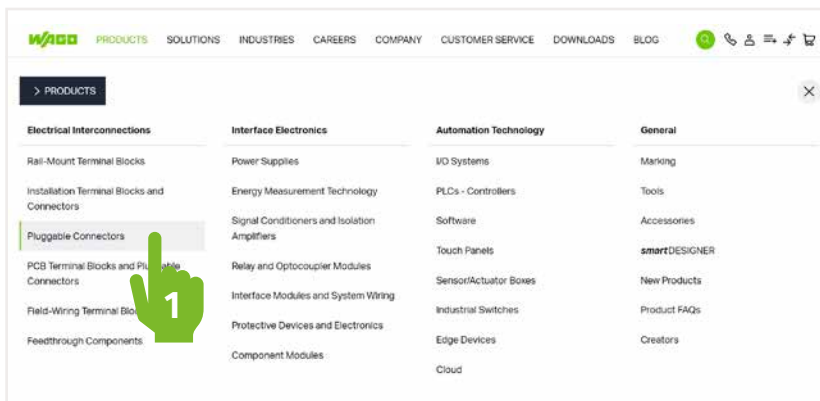 WAGO PRODUCTS SOLUTIONS INDUSTRIES CAREERS COMPANY CUSTOMER SERVICE DOWNLOADS BLOG
> PRODUCTS
Electrical Interconnections
Rail-Mount Terminal Blocks
Installation Terminal Blocks and
Connectors
Pluggable Connectors
PCB Terminal Blocks and
Connectors
Field-Wiring Terminal
Feedthrough Components
1
Interface Electronics
Power Supplies
Energy Measurement Technology
Signal Conditioners and Isolation
Amplifiers
Relay and Optocoupler Modules
Interface Modules and System Wiring
Protective Devices and Electronics
Component Modules
Automation Technology
I/O Systems
PLCs - Controllers
Software
Touch Panels
Sensor/Actuator Boxes
Industrial Switches
Edge Devices
Cloud
General
Marking
Tools
Accessories
smartDESIGNER
New Products
Product FAQs
Creators